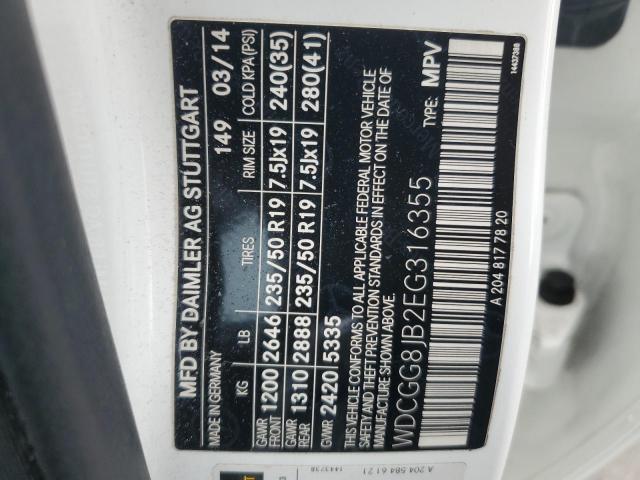 MFD BY DAIMLER AG STUTTGART
MADE IN GERMANY 149 03/14
KG LB TIRES RIM SIZE COLD KPA(PSI)
GAWR FRONT 1200 2646 235/50 R19 7.5Jx19 240(35)
GAWR REAR 1310 2888 235/50 R19 7.5Jx19 280(41)
GVWR 2420 5335
THIS VEHICLE CONFORMS TO ALL APPLICABLE FEDERAL MOTOR VEHICLE
SAFETY AND THEFT PREVENTION STANDARDS IN EFFECT ON THE DATE OF
MANUFACTURE SHOWN ABOVE.
WDCGG8JB2EG316355 TYPE: MPV
A 204 817 78 20
14437388
A 204 584 61 21